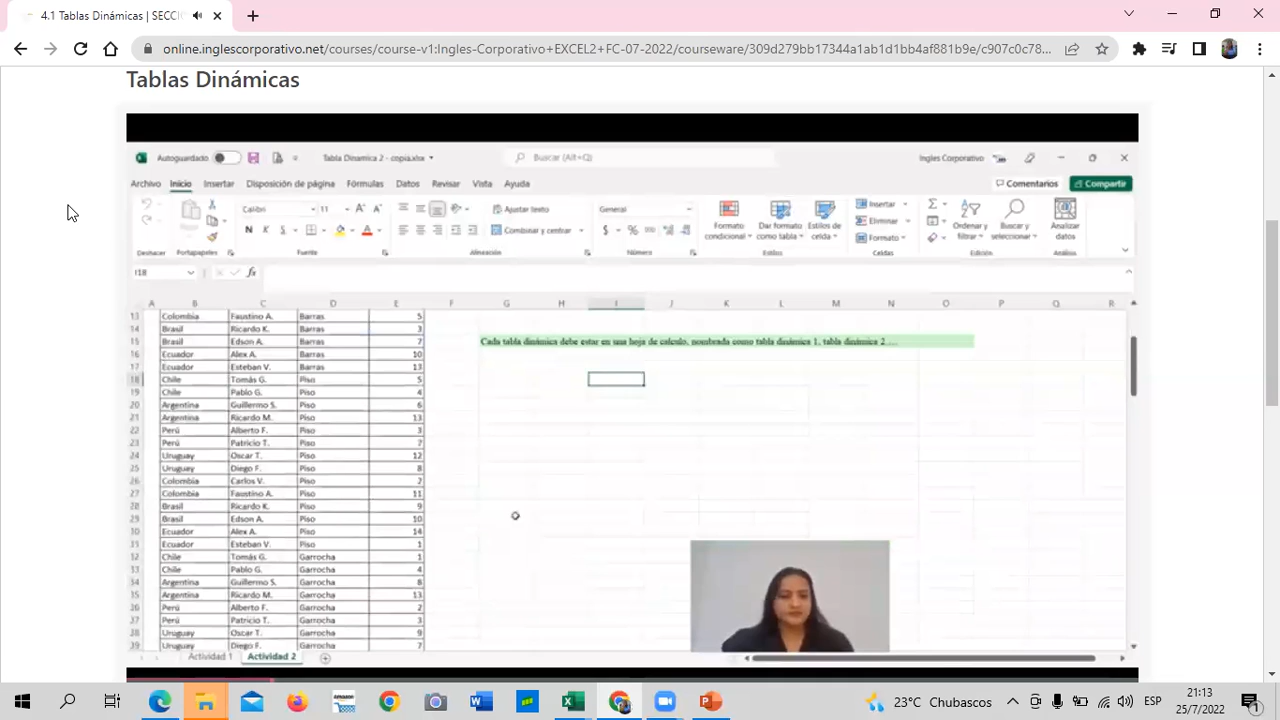 4.1 Tablas Dinámicas | SECCI
online.inglescorporativo.net/courses/course-v1:Ingles-Corporativo+EXCEL2+FC-07-2022/courseware/309d279bb17344a1ab1d1bb4af881b9e/c907c0c78...
Tablas Dinámicas
Autoguardado Tabla Dinamica 2 - copia.xlsx Buscar (Alt+Q) Ingles Corporativo
Archivo Inicio Insertar Disposición de página Fórmulas Datos Revisar Vista Ayuda Comentarios Compartir
Calibri 11 Ajustar texto General Formato condicional Dar formato como tabla Estilos de celda Insertar Ordenar y filtrar Buscar y seleccionar Analizar datos
N K S Combinar y centrar $ % Eliminar
Formato
Deshacer Portapapeles Fuente Alineación Número Estilos Celdas Edición Análisis
I18 fx
A B C D E F G H I J K L M N O P Q R
13 Colombia Faustino A. Barras 5
14 Brasil Ricardo K. Barras 3
15 Brasil Edson A. Barras 7 Cada tabla dinámica debe estar en una hoja de calculo, nombrada como tabla dinámica 1, tabla dinámica 2....
16 Ecuador Alex A. Barras 10
17 Ecuador Esteban V. Barras 13
18 Chile Tomás G. Piso 5
19 Chile Pablo G. Piso 4
20 Argentina Guillermo S. Piso 6
21 Argentina Ricardo M. Piso 13
22 Perú Alberto F. Piso 3
23 Perú Patricio T. Piso 7
24 Uruguay Oscar T. Piso 12
25 Uruguay Diego F. Piso 8
26 Colombia Carlos V. Piso 2
27 Colombia Faustino A. Piso 11
28 Brasil Ricardo K. Piso 9
29 Brasil Edson A. Piso 10
30 Ecuador Alex A. Piso 14
31 Ecuador Esteban V. Piso 1
32 Chile Tomás G. Garrocha 1
33 Chile Pablo G. Garrocha 4
34 Argentina Guillermo S. Garrocha 8
35 Argentina Ricardo M. Garrocha 13
36 Perú Alberto F. Garrocha 2
37 Perú Patricio T. Garrocha 3
38 Uruguay Oscar T. Garrocha 9
39 Uruguay Diego F. Garrocha 7
Actividad 1 Actividad 2
23°C Chubascos ESP 21:13
25/7/2022